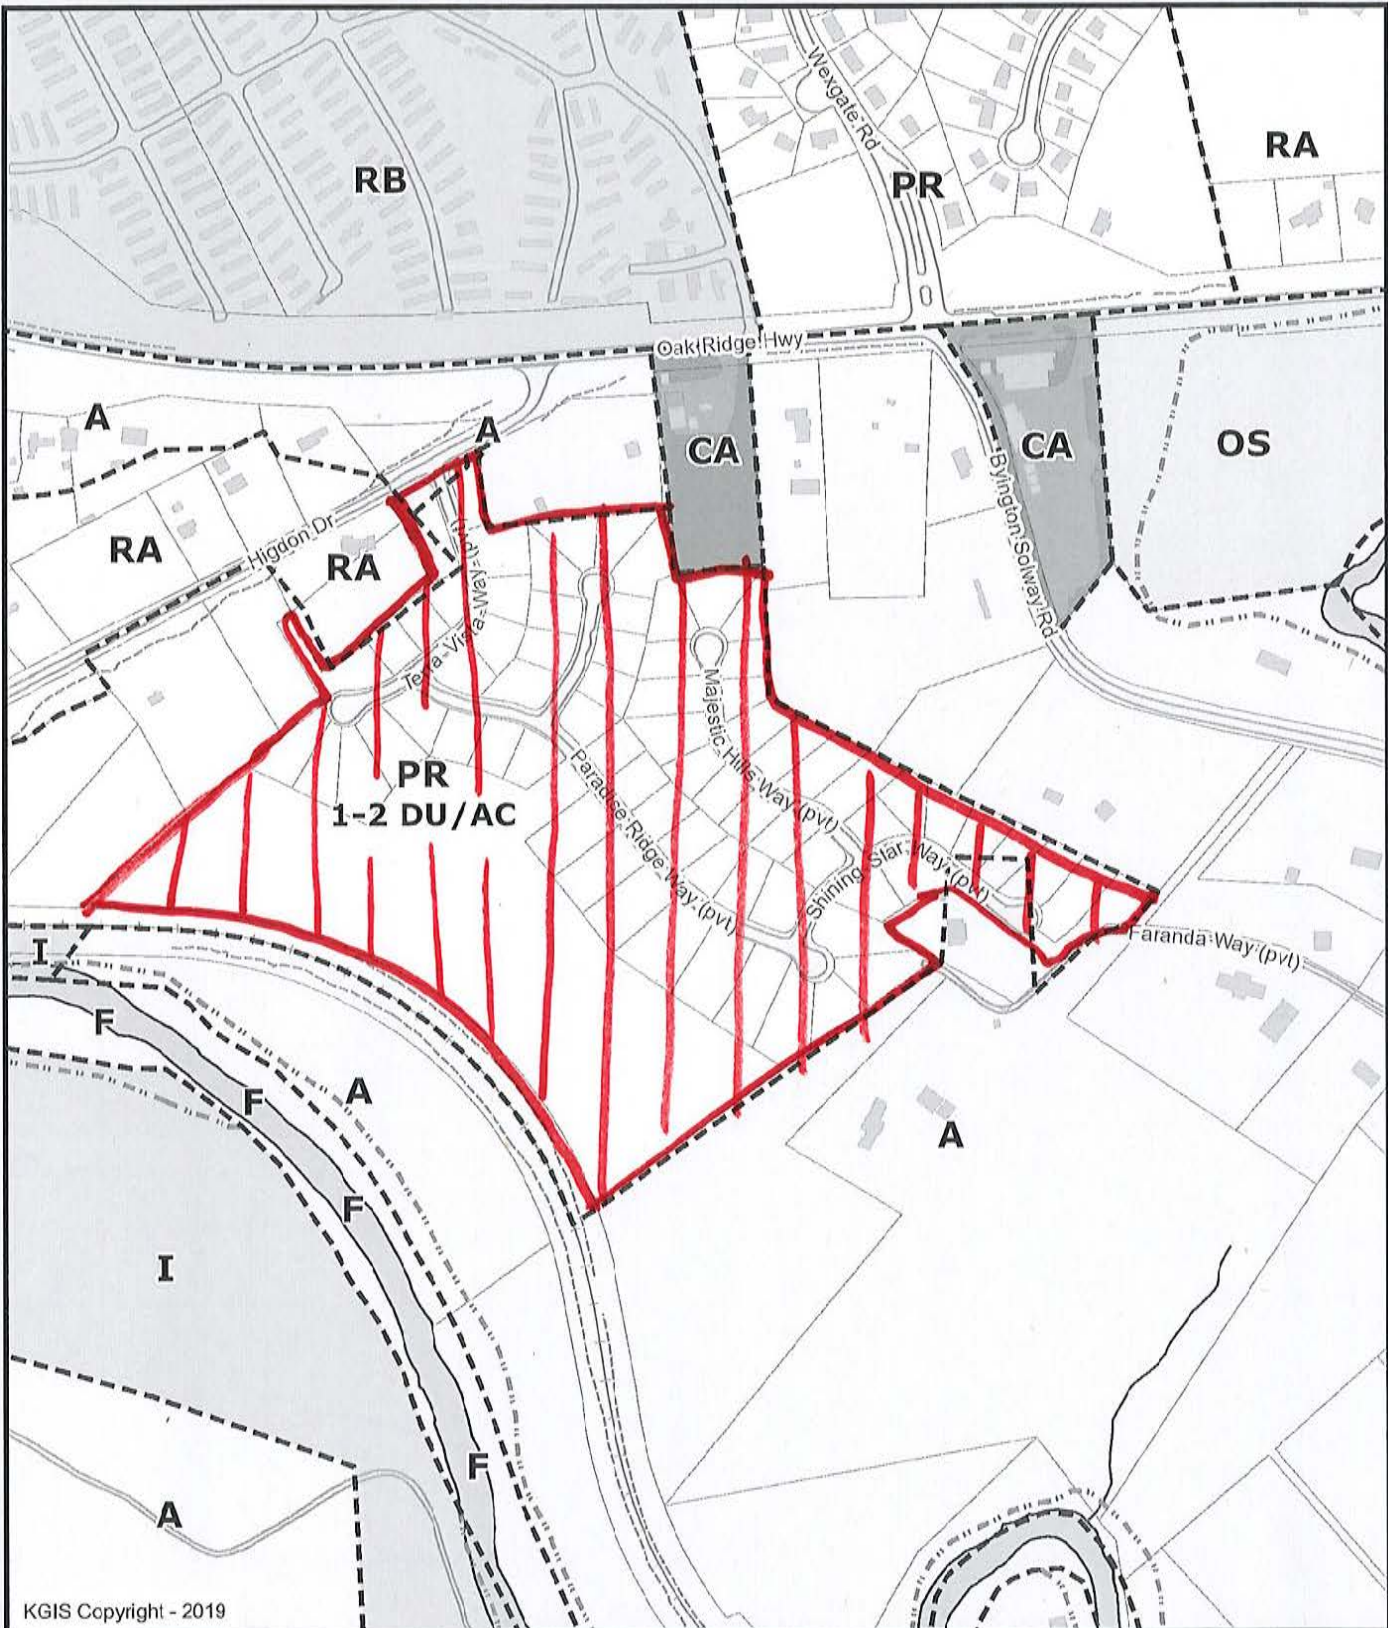 Wexgate Rd
RA
RB
PR
Oak Ridge Hwy
A
A
CA
CA
OS
Byington Solway Rd
Higdon Dr
RA
RA
Terra Vista Way (pvt)
Majestic Hills Way (pvt)
PR
1-2 DU/AC
Paradise Ridge Way (pvt)
Shining Star Way (pvt)
Faranda Way (pvt)
I
F
A
F
A
F
I
F
A
KGIS Copyright - 2019